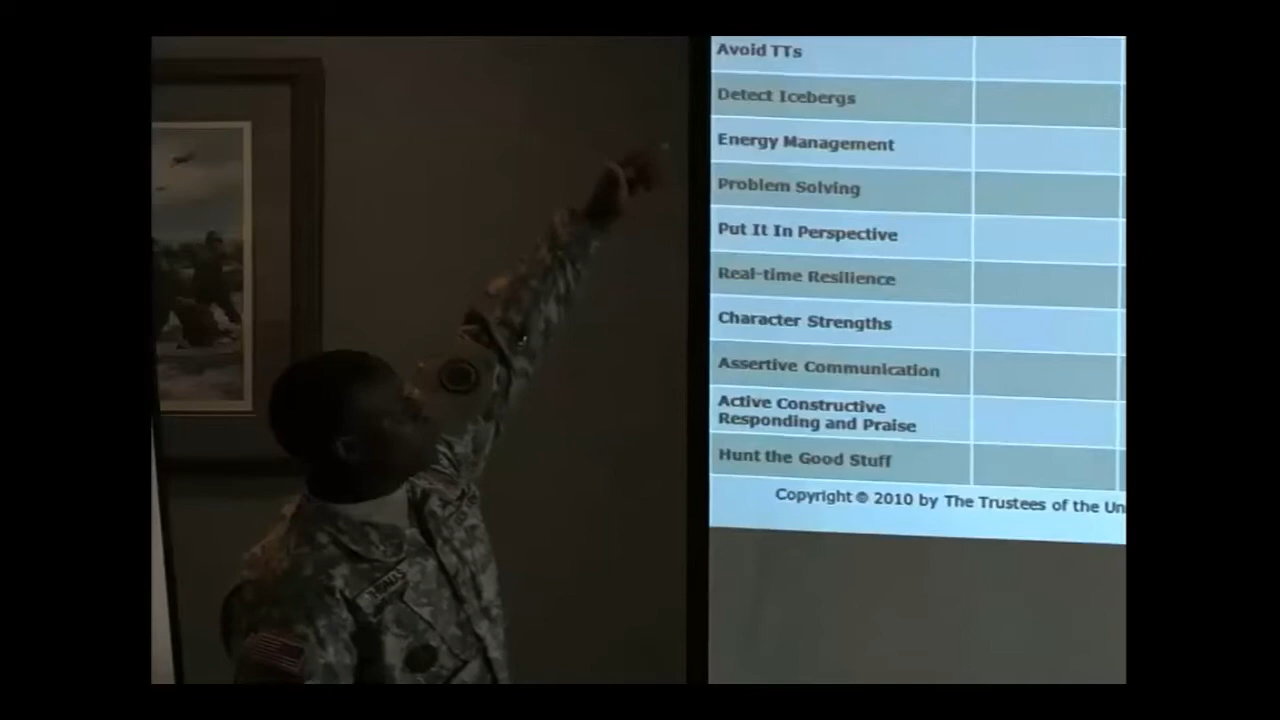 Avoid TTs
Detect Icebergs
Energy Management
Problem Solving
Put It In Perspective
Real-time Resilience
Character Strengths
Assertive Communication
Active Constructive
Responding and Praise
Hunt the Good Stuff
Copyright © 2010 by The Trustees of the Un